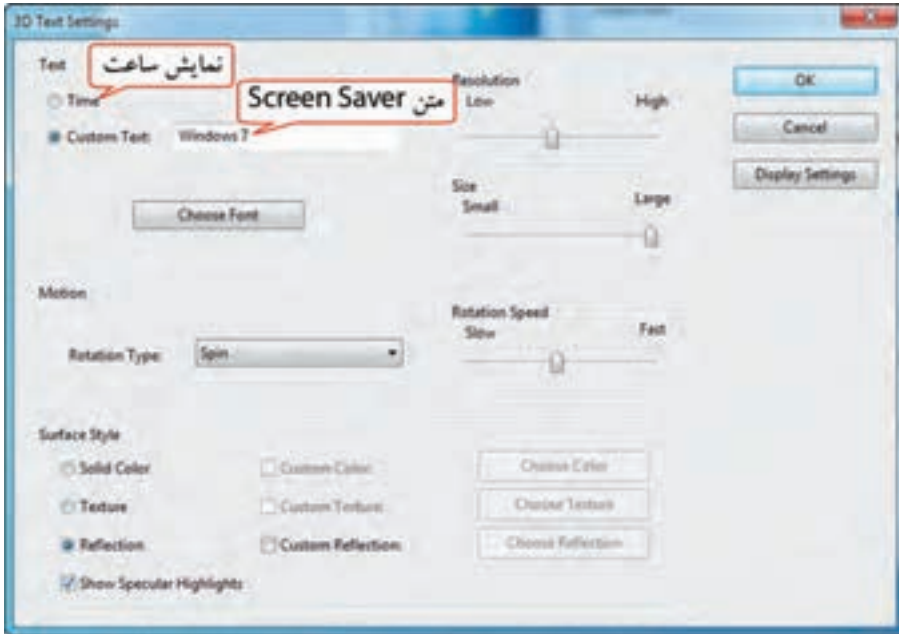 3D Text Settings
Text
نمایش ساعت
Time
متن Screen Saver
Custom Text:
Windows 7
Choose Font
Resolution
Low
High
Size
Small
Large
Motion
Rotation Type:
Spin
Rotation Speed
Slow
Fast
Surface Style
Solid Color
Custom Color:
Choose Color
Texture
Custom Texture:
Choose Texture
Reflection
Custom Reflection:
Choose Reflection
Show Specular Highlights
OK
Cancel
Display Settings